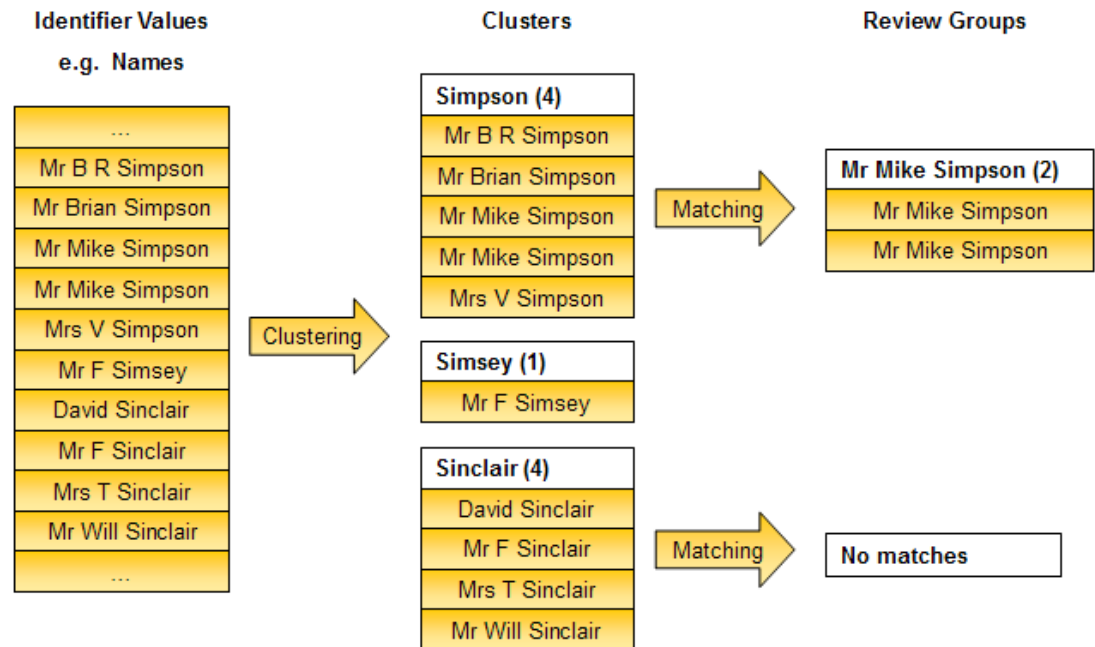 Identifier Values
e.g. Names
...
Mr B R Simpson
Mr Brian Simpson
Mr Mike Simpson
Mr Mike Simpson
Mrs V Simpson
Mr F Simsey
David Sinclair
Mr F Sinclair
Mrs T Sinclair
Mr Will Sinclair
...
Clustering
Clusters
Simpson (4)
Mr B R Simpson
Mr Brian Simpson
Mr Mike Simpson
Mr Mike Simpson
Mrs V Simpson
Simsey (1)
Mr F Simsey
Sinclair (4)
David Sinclair
Mr F Sinclair
Mrs T Sinclair
Mr Will Sinclair
Matching
Matching
Review Groups
Mr Mike Simpson (2)
Mr Mike Simpson
Mr Mike Simpson
No matches